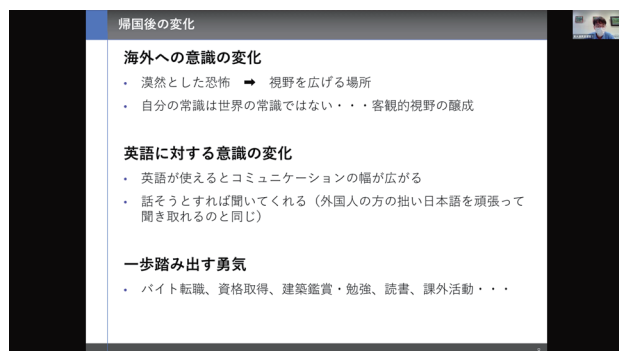 帰国後の変化
海外への意識の変化
• 漠然とした恐怖 ➡ 視野を広げる場所
• 自分の常識は世界の常識ではない・・・客観的視野の醸成
英語に対する意識の変化
• 英語が使えるとコミュニケーションの幅が広がる
• 話そうとすれば聞いてくれる（外国人の方の拙い日本語を頑張って
聞き取れるのと同じ）
一歩踏み出す勇気
• バイト転職、資格取得、建築鑑賞・勉強、読書、課外活動・・・